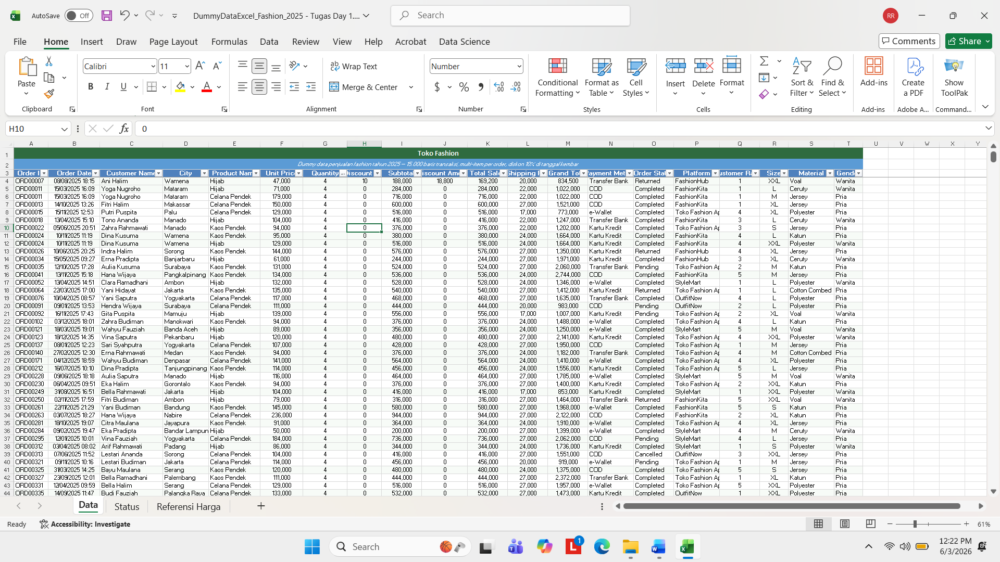 AutoSave Off DummyDataExcel_Fashion_2025 - Tugas Day 1.... Search RR
File Home Insert Draw Page Layout Formulas Data Review View Help Acrobat Data Science Comments Share
Paste Calibri 11 Wrap Text Number Conditional Formatting Format as Table Cell Styles Insert Delete Format Sort & Filter Find & Select Add-ins Create a PDF Show ToolPak
B I U Merge & Center $ %
Clipboard Font Alignment Number Styles Cells Editing Add-ins Adobe A... Command...
H10 fx 0
A B C D E F G H I J K L M N O P Q R S T U V W X Y
1 Toko Fashion
2 Dummy data penjualan fashion tahun 2025 – 15.000 baris transaksi, multi-item per order, diskon 10% di tanggal kembar
3 Order I Order Date Customer Name City Product Nam Unit Pric Quantity Discount Subtotal iscount Amo Total Sale Shipping F Grand Tot Payment Met Order Stat Platform ustomer Ra Size Material Gende
4 ORD00007 08/08/2025 18:15 Ani Halim Wamena Hijab 47,000 4 10 188,000 18,800 169,200 20,000 834,500 Transfer Bank Returned FashionHub 1 XXL Voal Wanita
5 ORD00011 15/03/2025 16:09 Yoga Nugroho Mataram Hijab 71,000 4 0 284,000 0 284,000 22,000 1,022,000 COD Completed FashionKita 1 L Ceruty Wanita
6 ORD00011 15/03/2025 16:09 Yoga Nugroho Mataram Celana Pendek 179,000 4 0 716,000 0 716,000 22,000 1,022,000 COD Completed FashionKita 1 M Jersey Pria
7 ORD00013 14/10/2025 13:26 Fitri Halim Makassar Celana Pendek 150,000 4 0 600,000 0 600,000 27,000 1,521,000 COD Completed FashionKita 1 XL Jersey Pria
8 ORD00015 15/11/2025 12:53 Putri Puspita Palu Celana Pendek 129,000 4 0 516,000 0 516,000 17,000 773,000 e-Wallet Completed Toko Fashion Ap 4 XL Polyester Pria
9 ORD00018 13/04/2025 15:10 Tono Ananda Manado Hijab 104,000 4 0 416,000 0 416,000 22,000 1,247,000 Transfer Bank Completed FashionKita 3 L Ceruty Wanita
10 ORD00022 05/06/2025 20:51 Zahra Rahmawati Manado Kaos Pendek 94,000 4 0 376,000 0 376,000 22,000 1,202,000 Kartu Kredit Completed Toko Fashion Ap 3 S Jersey Pria
11 ORD00024 10/11/2025 11:19 Dina Kusuma Wamena Kaos Pendek 95,000 4 0 380,000 0 380,000 24,000 1,664,000 Kartu Kredit Completed FashionKita 4 L Katun Pria
12 ORD00024 10/11/2025 11:19 Dina Kusuma Wamena Hijab 129,000 4 0 516,000 0 516,000 24,000 1,664,000 Kartu Kredit Completed FashionKita 4 XXL Polyester Wanita
13 ORD00026 10/06/2025 20:25 Indra Halim Sorong Kaos Pendek 144,000 4 0 576,000 0 576,000 27,000 1,350,000 Kartu Kredit Returned FashionHub 4 XL Jersey Pria
14 ORD00034 15/05/2025 09:27 Erna Pradipta Banjarbaru Hijab 61,000 4 0 244,000 0 244,000 27,000 1,971,000 Kartu Kredit Completed FashionHub 3 XL Ceruty Wanita
15 ORD00035 12/10/2025 17:28 Aulia Kusuma Surabaya Kaos Pendek 131,000 4 0 524,000 0 524,000 27,000 2,060,000 Transfer Bank Pending Toko Fashion Ap 2 M Katun Pria
16 ORD00041 13/11/2025 15:18 Hana Wijaya Pangkalpinang Kaos Pendek 134,000 4 0 536,000 0 536,000 24,000 2,744,000 COD Completed FashionKita 5 M Jersey Pria
17 ORD00052 13/04/2025 14:51 Clara Ramadhani Ambon Hijab 132,000 4 0 528,000 0 528,000 24,000 1,346,000 e-Wallet Completed StyleMart 1 L Polyester Wanita
18 ORD00064 22/03/2025 17:00 Yani Hidayat Jakarta Kaos Pendek 135,000 4 0 540,000 0 540,000 27,000 1,412,000 Kartu Kredit Returned Toko Fashion Ap 1 L Cotton Combed Pria
19 ORD00076 10/04/2025 08:57 Yani Saputra Yogyakarta Celana Pendek 117,000 4 0 468,000 0 468,000 27,000 1,635,000 Transfer Bank Completed OutfitNow 4 L Polyester Pria
20 ORD00091 09/01/2025 13:53 Hendra Wijaya Surabaya Celana Pendek 111,000 4 0 444,000 0 444,000 20,000 983,000 COD Pending OutfitNow 2 L Polyester Pria
21 ORD00092 16/11/2025 17:43 Gita Puspita Mamuju Hijab 139,000 4 0 556,000 0 556,000 17,000 1,007,000 Kartu Kredit Pending Toko Fashion Ap 2 XL Voal Wanita
22 ORD00102 03/12/2025 18:01 Zahra Budiman Manokwari Kaos Pendek 94,000 4 0 376,000 0 376,000 24,000 1,488,000 e-Wallet Completed Toko Fashion Ap 4 L Katun Pria
23 ORD00121 18/03/2025 19:01 Wahyu Fauziah Banda Aceh Hijab 89,000 4 0 356,000 0 356,000 24,000 1,250,000 e-Wallet Completed StyleMart 5 M Voal Wanita
24 ORD00123 18/12/2025 14:35 Vina Saputra Pekanbaru Hijab 120,000 4 0 480,000 0 480,000 27,000 2,141,000 Kartu Kredit Completed Toko Fashion Ap 4 XXL Polyester Wanita
25 ORD00137 08/01/2025 12:23 Sari Syahputra Yogyakarta Celana Pendek 107,000 4 0 428,000 0 428,000 27,000 1,950,000 COD Completed Toko Fashion Ap 1 M Jersey Pria
26 ORD00140 27/02/2025 12:30 Erna Rahmawati Medan Kaos Pendek 94,000 4 0 376,000 0 376,000 24,000 1,182,000 Transfer Bank Completed Toko Fashion Ap 4 M Cotton Combed Pria
27 ORD00171 04/12/2025 18:59 Wahyu Budiman Denpasar Celana Pendek 141,000 4 0 564,000 0 564,000 24,000 1,410,000 e-Wallet Completed Toko Fashion Ap 4 XL Polyester Pria
28 ORD00212 16/07/2025 10:10 Dina Pradipta Tanjungpinang Kaos Pendek 114,000 4 0 456,000 0 456,000 24,000 1,556,000 Kartu Kredit Completed Toko Fashion Ap 5 L Jersey Pria
29 ORD00228 09/06/2025 18:18 Aulia Saputra Manado Hijab 116,000 4 0 464,000 0 464,000 27,000 1,785,000 e-Wallet Completed StyleMart 5 M Voal Wanita
30 ORD00230 06/04/2025 09:51 Eka Halim Gorontalo Kaos Pendek 94,000 4 0 376,000 0 376,000 27,000 1,400,000 Kartu Kredit Completed Toko Fashion Ap 2 XXL Katun Pria
31 ORD00249 31/08/2025 16:51 Bella Rahmawati Jakarta Hijab 104,000 4 0 416,000 0 416,000 17,000 853,000 Kartu Kredit Completed StyleMart 1 XXL Polyester Wanita
32 ORD00250 02/11/2025 17:59 Fitri Budiman Ambon Hijab 79,000 4 0 316,000 0 316,000 27,000 1,464,000 Transfer Bank Returned FashionKita 5 XXL Voal Wanita
33 ORD00261 22/11/2025 21:29 Yani Budiman Bandung Kaos Pendek 145,000 4 0 580,000 0 580,000 27,000 1,968,000 e-Wallet Completed FashionKita 5 S Katun Pria
34 ORD00263 03/07/2025 18:27 Hana Wijaya Nabire Celana Pendek 236,000 4 0 944,000 0 944,000 27,000 2,122,000 COD Completed FashionKita 2 XL Katun Pria
35 ORD00281 18/10/2025 19:07 Citra Maulana Jayapura Kaos Pendek 91,000 4 0 364,000 0 364,000 24,000 1,910,000 e-Wallet Completed Toko Fashion Ap 4 XL Jersey Pria
36 ORD00284 09/02/2025 19:47 Eka Pradipta Bandar Lampun Hijab 50,000 4 0 200,000 0 200,000 27,000 1,399,000 e-Wallet Completed StyleMart 4 M Ceruty Wanita
37 ORD00295 12/01/2025 10:01 Vina Fauziah Yogyakarta Celana Pendek 184,000 4 0 736,000 0 736,000 27,000 2,062,000 COD Pending StyleMart 4 L Jersey Pria
38 ORD00312 03/04/2025 08:02 Arif Rahmawati Padang Hijab 86,000 4 0 344,000 0 344,000 24,000 1,736,000 Kartu Kredit Completed StyleMart 1 S Polyester Wanita
39 ORD00313 07/06/2025 11:52 Lestari Ananda Sorong Celana Pendek 104,000 4 0 416,000 0 416,000 27,000 1,551,000 COD Cancelled OutfitNow 3 XXL Jersey Pria
40 ORD00321 09/11/2025 10:16 Lestari Budiman Jakarta Celana Pendek 114,000 4 0 456,000 0 456,000 20,000 919,000 e-Wallet Pending Toko Fashion Ap 1 M Jersey Pria
41 ORD00325 31/03/2025 14:25 Bayu Maulana Serang Kaos Pendek 120,000 4 0 480,000 0 480,000 24,000 1,375,000 COD Completed Toko Fashion Ap 5 S Jersey Pria
42 ORD00327 23/09/2025 12:01 Bella Ramadhani Palembang Kaos Pendek 111,000 4 0 444,000 0 444,000 27,000 2,372,000 Transfer Bank Completed Toko Fashion Ap 1 XL Katun Pria
43 ORD00331 12/04/2025 09:59 Bella Halim Serang Celana Pendek 129,000 4 0 516,000 0 516,000 27,000 1,957,000 e-Wallet Completed Toko Fashion Ap 5 XXL Polyester Pria
44 ORD00335 14/09/2025 11:47 Budi Fauziah Palangka Raya Celana Pendek 133,000 4 0 532,000 0 532,000 27,000 1,473,000 Kartu Kredit Completed OutfitNow 1 XXL Polyester Pria
Data Status Referensi Harga
Ready Accessibility: Investigate 61%
Search 1 12:22 PM
6/3/2026